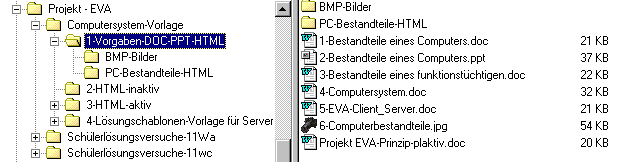 Projekt - EVA
Computersystem-Vorlage
1-Vorgaben-DOC-PPT-HTML
BMP-Bilder
PC-Bestandteile-HTML
2-HTML-inaktiv
3-HTML-aktiv
4-Lösungschablonen-Vorlage für Server
Schülerlösungsversuche-11Wa
Schülerlösungsversuche-11wc
BMP-Bilder
PC-Bestandteile-HTML
1-Bestandteile eines Computers.doc 21 KB
2-Bestandteile eines Computers.ppt 37 KB
3-Bestandteile eines funktionstüchtigen.doc 22 KB
4-Computersystem.doc 32 KB
5-EVA-Client_Server.doc 21 KB
6-Computerbestandteile.jpg 54 KB
Projekt EVA-Prinzip-plaktiv.doc 20 KB